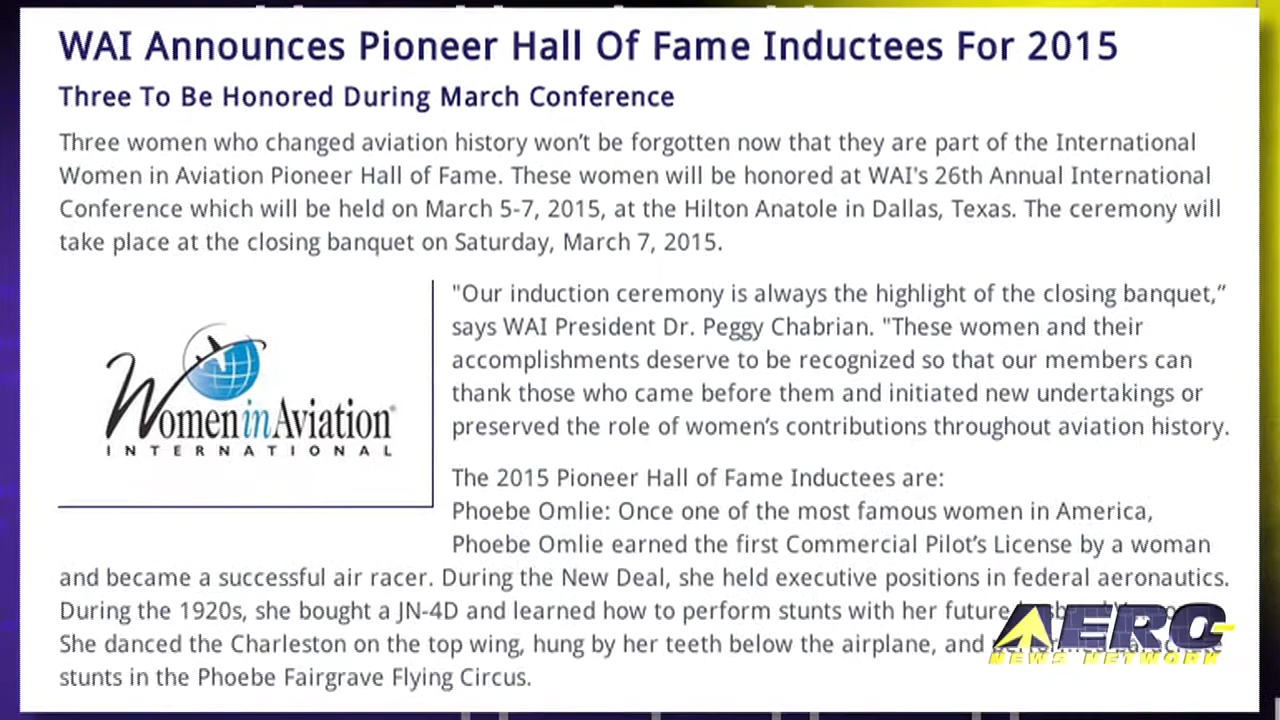 WAI Announces Pioneer Hall Of Fame Inductees For 2015
Three To Be Honored During March Conference
Three women who changed aviation history won’t be forgotten now that they are part of the International
Women in Aviation Pioneer Hall of Fame. These women will be honored at WAI's 26th Annual International
Conference which will be held on March 5-7, 2015, at the Hilton Anatole in Dallas, Texas. The ceremony will
take place at the closing banquet on Saturday, March 7, 2015.
"Our induction ceremony is always the highlight of the closing banquet,”
says WAI President Dr. Peggy Chabrian. "These women and their
accomplishments deserve to be recognized so that our members can
thank those who came before them and initiated new undertakings or
preserved the role of women’s contributions throughout aviation history.
Women in Aviation
INTERNATIONAL
The 2015 Pioneer Hall of Fame Inductees are:
Phoebe Omlie: Once one of the most famous women in America,
Phoebe Omlie earned the first Commercial Pilot’s License by a woman
and became a successful air racer. During the New Deal, she held executive positions in federal aeronautics.
During the 1920s, she bought a JN-4D and learned how to perform stunts with her future
She danced the Charleston on the top wing, hung by her teeth below the airplane, and
stunts in the Phoebe Fairgrave Flying Circus.
AERO
NEWS NETWORK